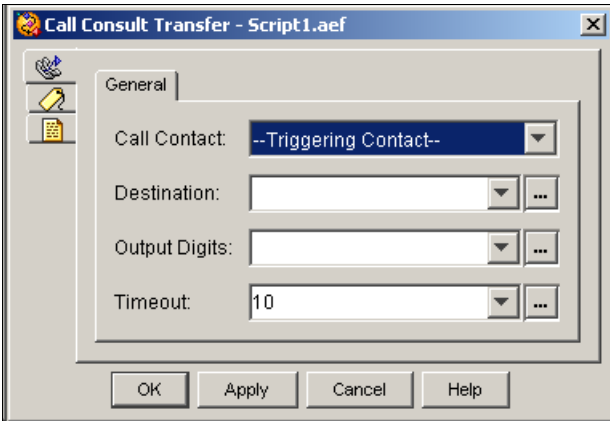 Call Consult Transfer - Script1.aef
General
Call Contact: --Triggering Contact--
Destination: ...
Output Digits: ...
Timeout: 10 ...
OK Apply Cancel Help